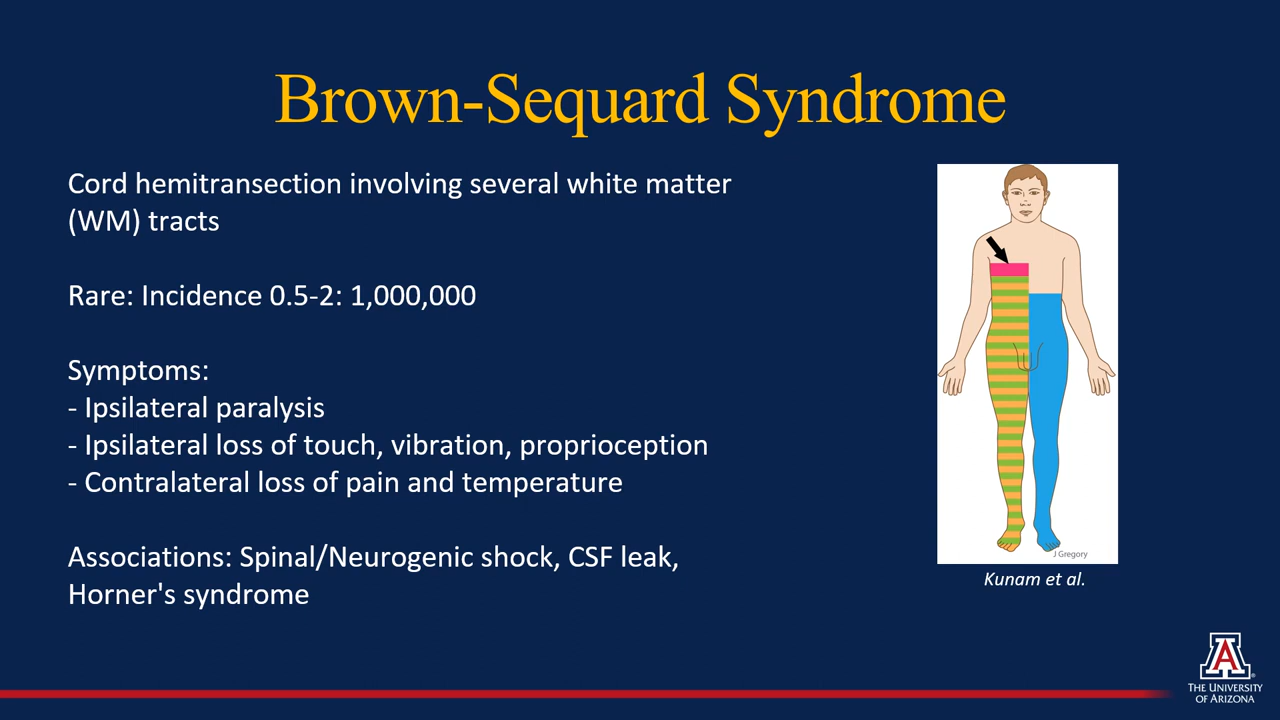 Brown-Sequard Syndrome
Cord hemitransection involving several white matter
(WM) tracts
Rare: Incidence 0.5-2: 1,000,000
Symptoms:
- Ipsilateral paralysis
- Ipsilateral loss of touch, vibration, proprioception
- Contralateral loss of pain and temperature
Associations: Spinal/Neurogenic shock, CSF leak,
Horner's syndrome
J Gregory
Kunam et al.
A
THE UNIVERSITY
OF ARIZONA